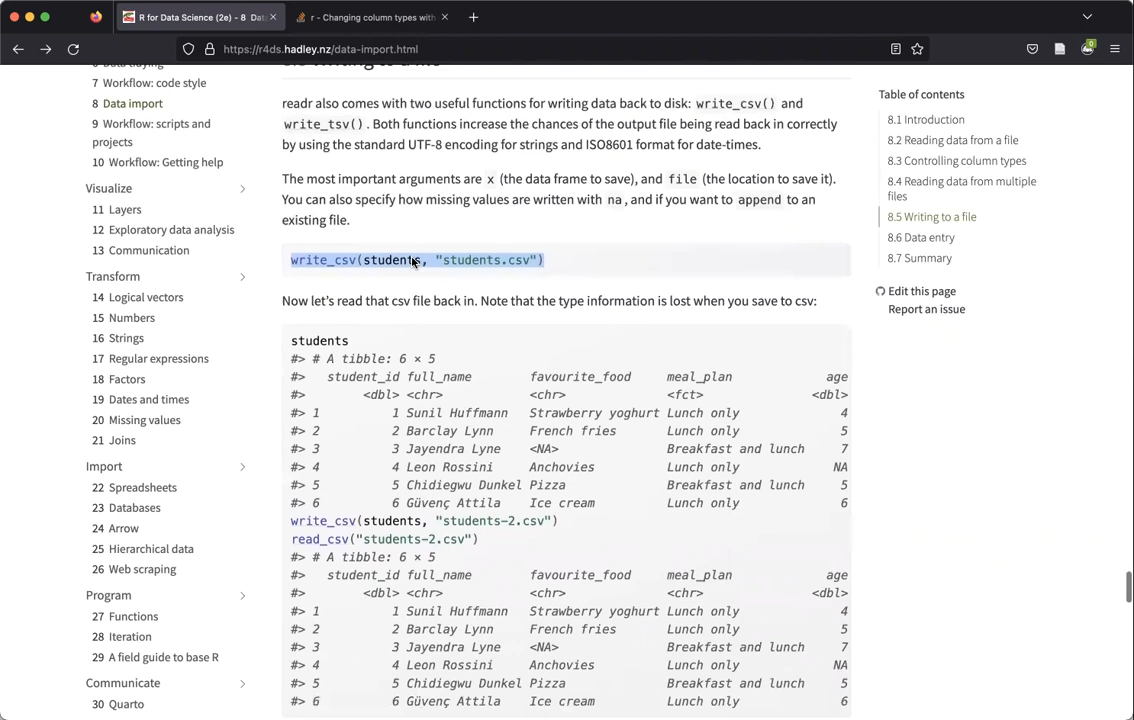 R for Data Science (2e) - 8 Data
r - Changing column types with
https://r4ds.hadley.nz/data-import.html
0
7 Workflow: code style
8 Data import
9 Workflow: scripts and
projects
10 Workflow: Getting help
Visualize
11 Layers
12 Exploratory data analysis
13 Communication
Transform
14 Logical vectors
15 Numbers
16 Strings
17 Regular expressions
18 Factors
19 Dates and times
20 Missing values
21 Joins
Import
22 Spreadsheets
23 Databases
24 Arrow
25 Hierarchical data
26 Web scraping
Program
27 Functions
28 Iteration
29 A field guide to base R
Communicate
30 Quarto
readr also comes with two useful functions for writing data back to disk: write_csv() and
write_tsv(). Both functions increase the chances of the output file being read back in correctly
by using the standard UTF-8 encoding for strings and ISO8601 format for date-times.
The most important arguments are x (the data frame to save), and file (the location to save it).
You can also specify how missing values are written with na, and if you want to append to an
existing file.
write_csv(students, "students.csv")
Now let's read that csv file back in. Note that the type information is lost when you save to csv:
students
#> # A tibble: 6 × 5
#> student_id full_name favourite_food meal_plan age
#> <dbl> <chr> <chr> <fct> <dbl>
#> 1 1 Sunil Huffmann Strawberry yoghurt Lunch only 4
#> 2 2 Barclay Lynn French fries Lunch only 5
#> 3 3 Jayendra Lyne <NA> Breakfast and lunch 7
#> 4 4 Leon Rossini Anchovies Lunch only NA
#> 5 5 Chidiegwu Dunkel Pizza Breakfast and lunch 5
#> 6 6 Güvenç Attila Ice cream Lunch only 6
write_csv(students, "students-2.csv")
read_csv("students-2.csv")
#> # A tibble: 6 × 5
#> student_id full_name favourite_food meal_plan age
#> <dbl> <chr> <chr> <chr> <dbl>
#> 1 1 Sunil Huffmann Strawberry yoghurt Lunch only 4
#> 2 2 Barclay Lynn French fries Lunch only 5
#> 3 3 Jayendra Lyne <NA> Breakfast and lunch 7
#> 4 4 Leon Rossini Anchovies Lunch only NA
#> 5 5 Chidiegwu Dunkel Pizza Breakfast and lunch 5
#> 6 6 Güvenç Attila Ice cream Lunch only 6
Table of contents
8.1 Introduction
8.2 Reading data from a file
8.3 Controlling column types
8.4 Reading data from multiple
files
8.5 Writing to a file
8.6 Data entry
8.7 Summary
Edit this page
Report an issue